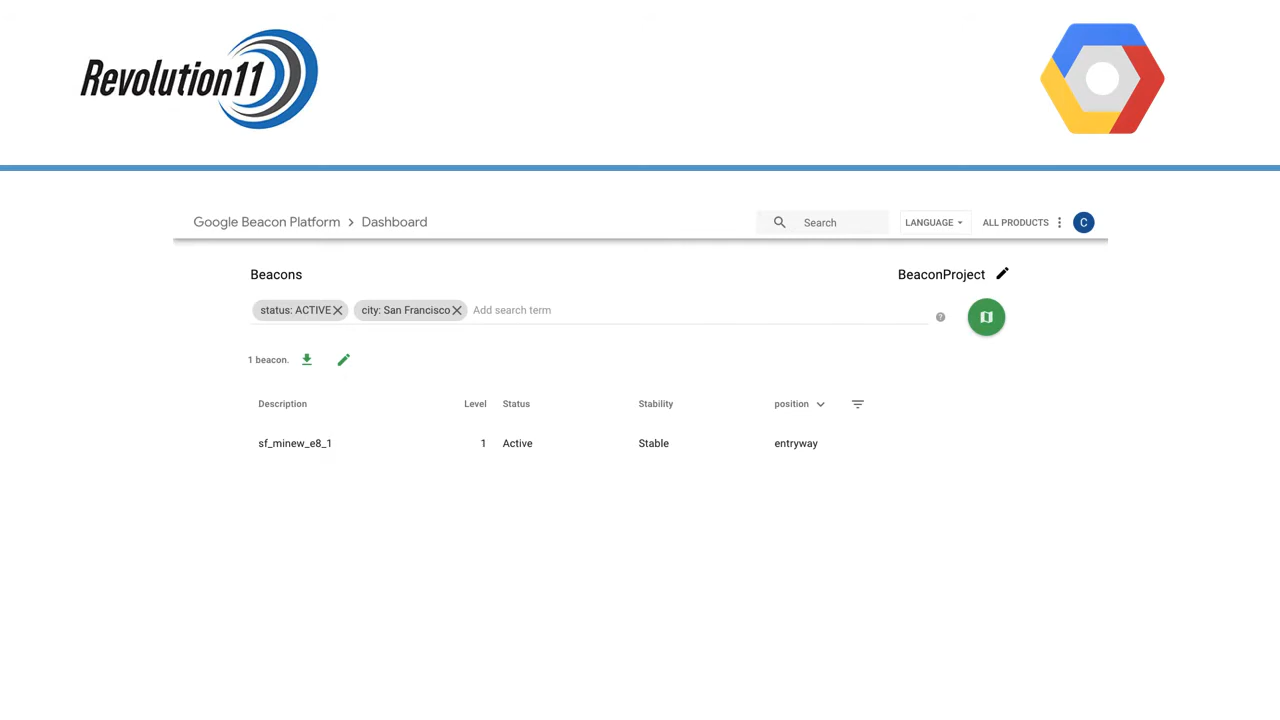 Revolution11
Google Beacon Platform > Dashboard
Search
LANGUAGE
ALL PRODUCTS
C
Beacons
BeaconProject
status: ACTIVE
city: San Francisco
Add search term
?
1 beacon.
Description Level Status Stability position
sf_minew_e8_1 1 Active Stable entryway